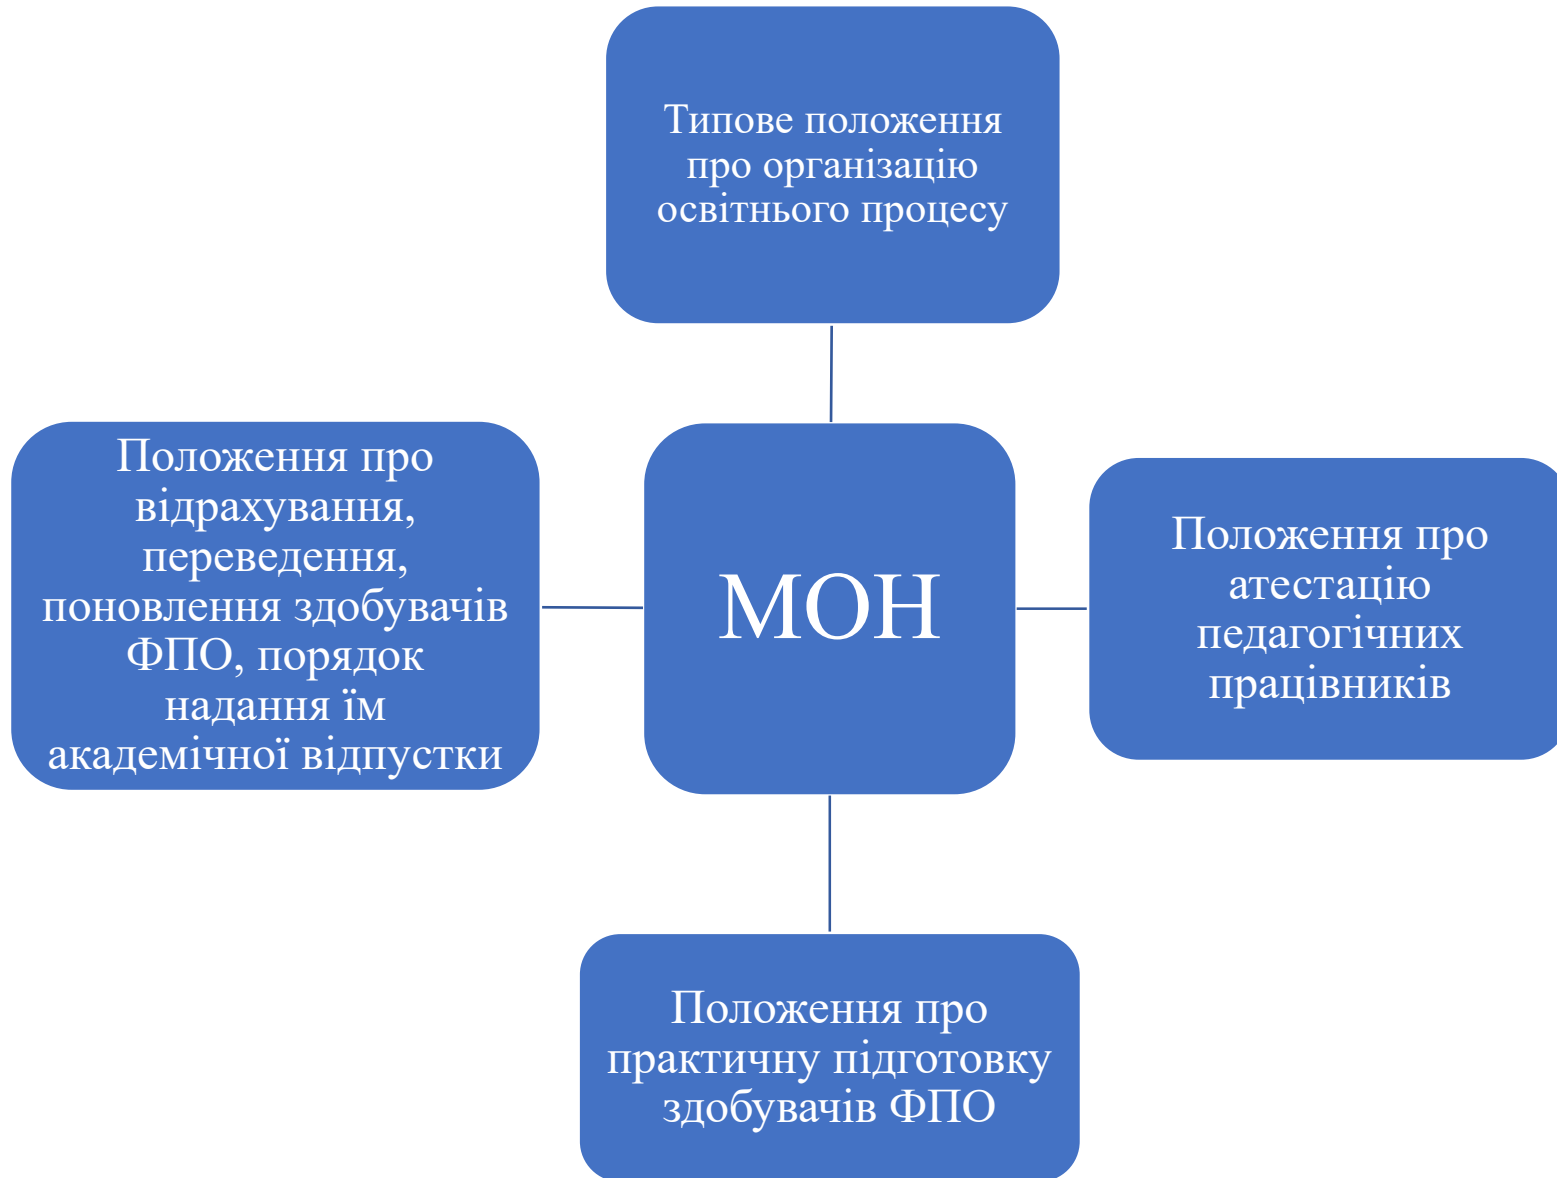 Типове положення
про організацію
освітнього процесу
Положення про
відрахування,
переведення,
поновлення здобувачів
ФПО, порядок
надання їм
академічної відпустки
МОН
Положення про
атестацію
педагогічних
працівників
Положення про
практичну підготовку
здобувачів ФПО